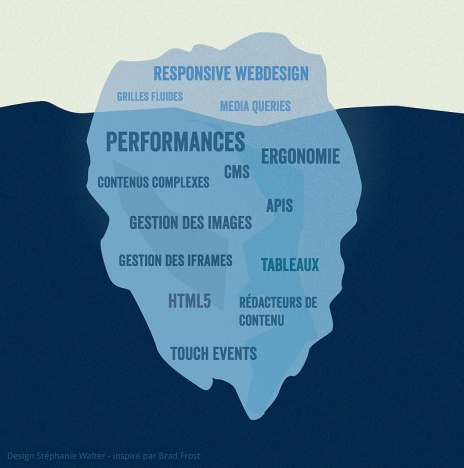 RESPONSIVE WEBDESIGN
GRILLES FLUIDES
MEDIA QUERIES
PERFORMANCES
ERGONOMIE
CMS
CONTENUS COMPLEXES
APIS
GESTION DES IMAGES
GESTION DES IFRAMES
TABLEAUX
HTML5
RÉDACTEURS DE
CONTENU
TOUCH EVENTS
Design Stéphanie Walter - inspiré par Brad Frost